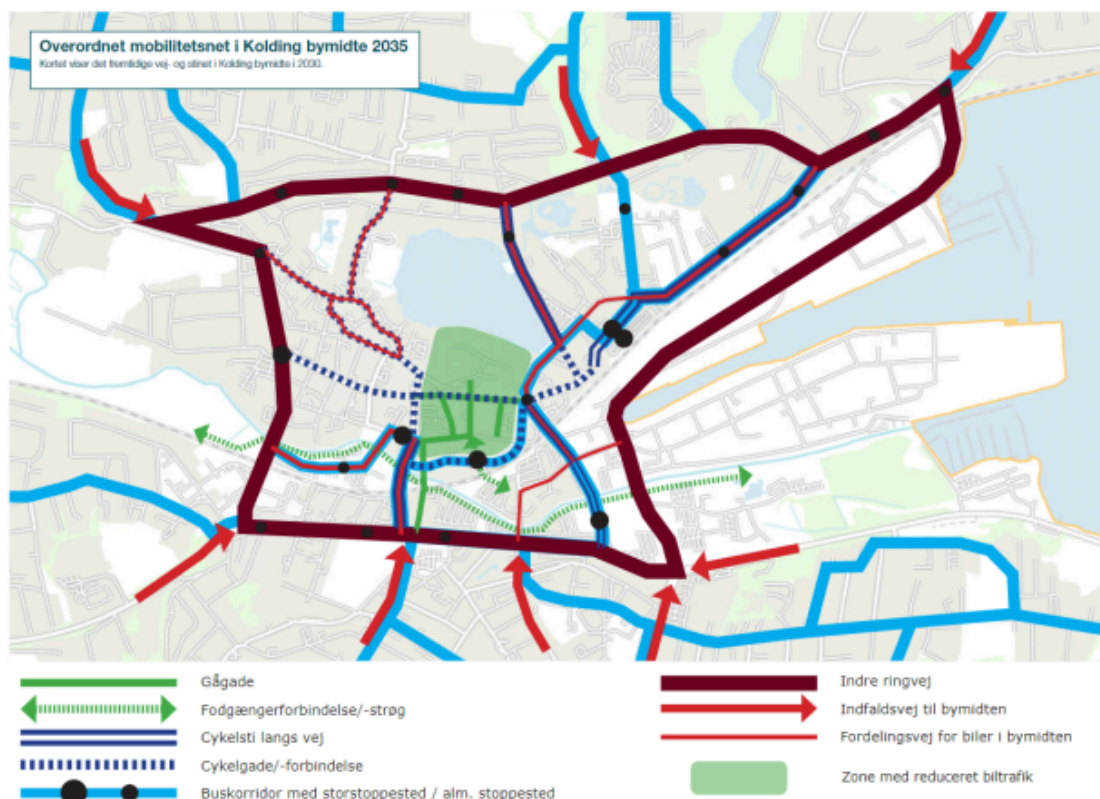 Overordnet mobilitetsnet i Kolding bymidte 2035
Kortet viser det fremtidige vej- og stinet i Kolding bymidte i 2030.
Gågade
Fodgængerforbindelse/-strøg
Cykelsti langs vej
Cykelgade/-forbindelse
Buskorridor med storstoppested / alm. stoppested
Indre ringvej
Indfaldsvej til bymidten
Fordelingsvej for biler i bymidten
Zone med reduceret biltrafik